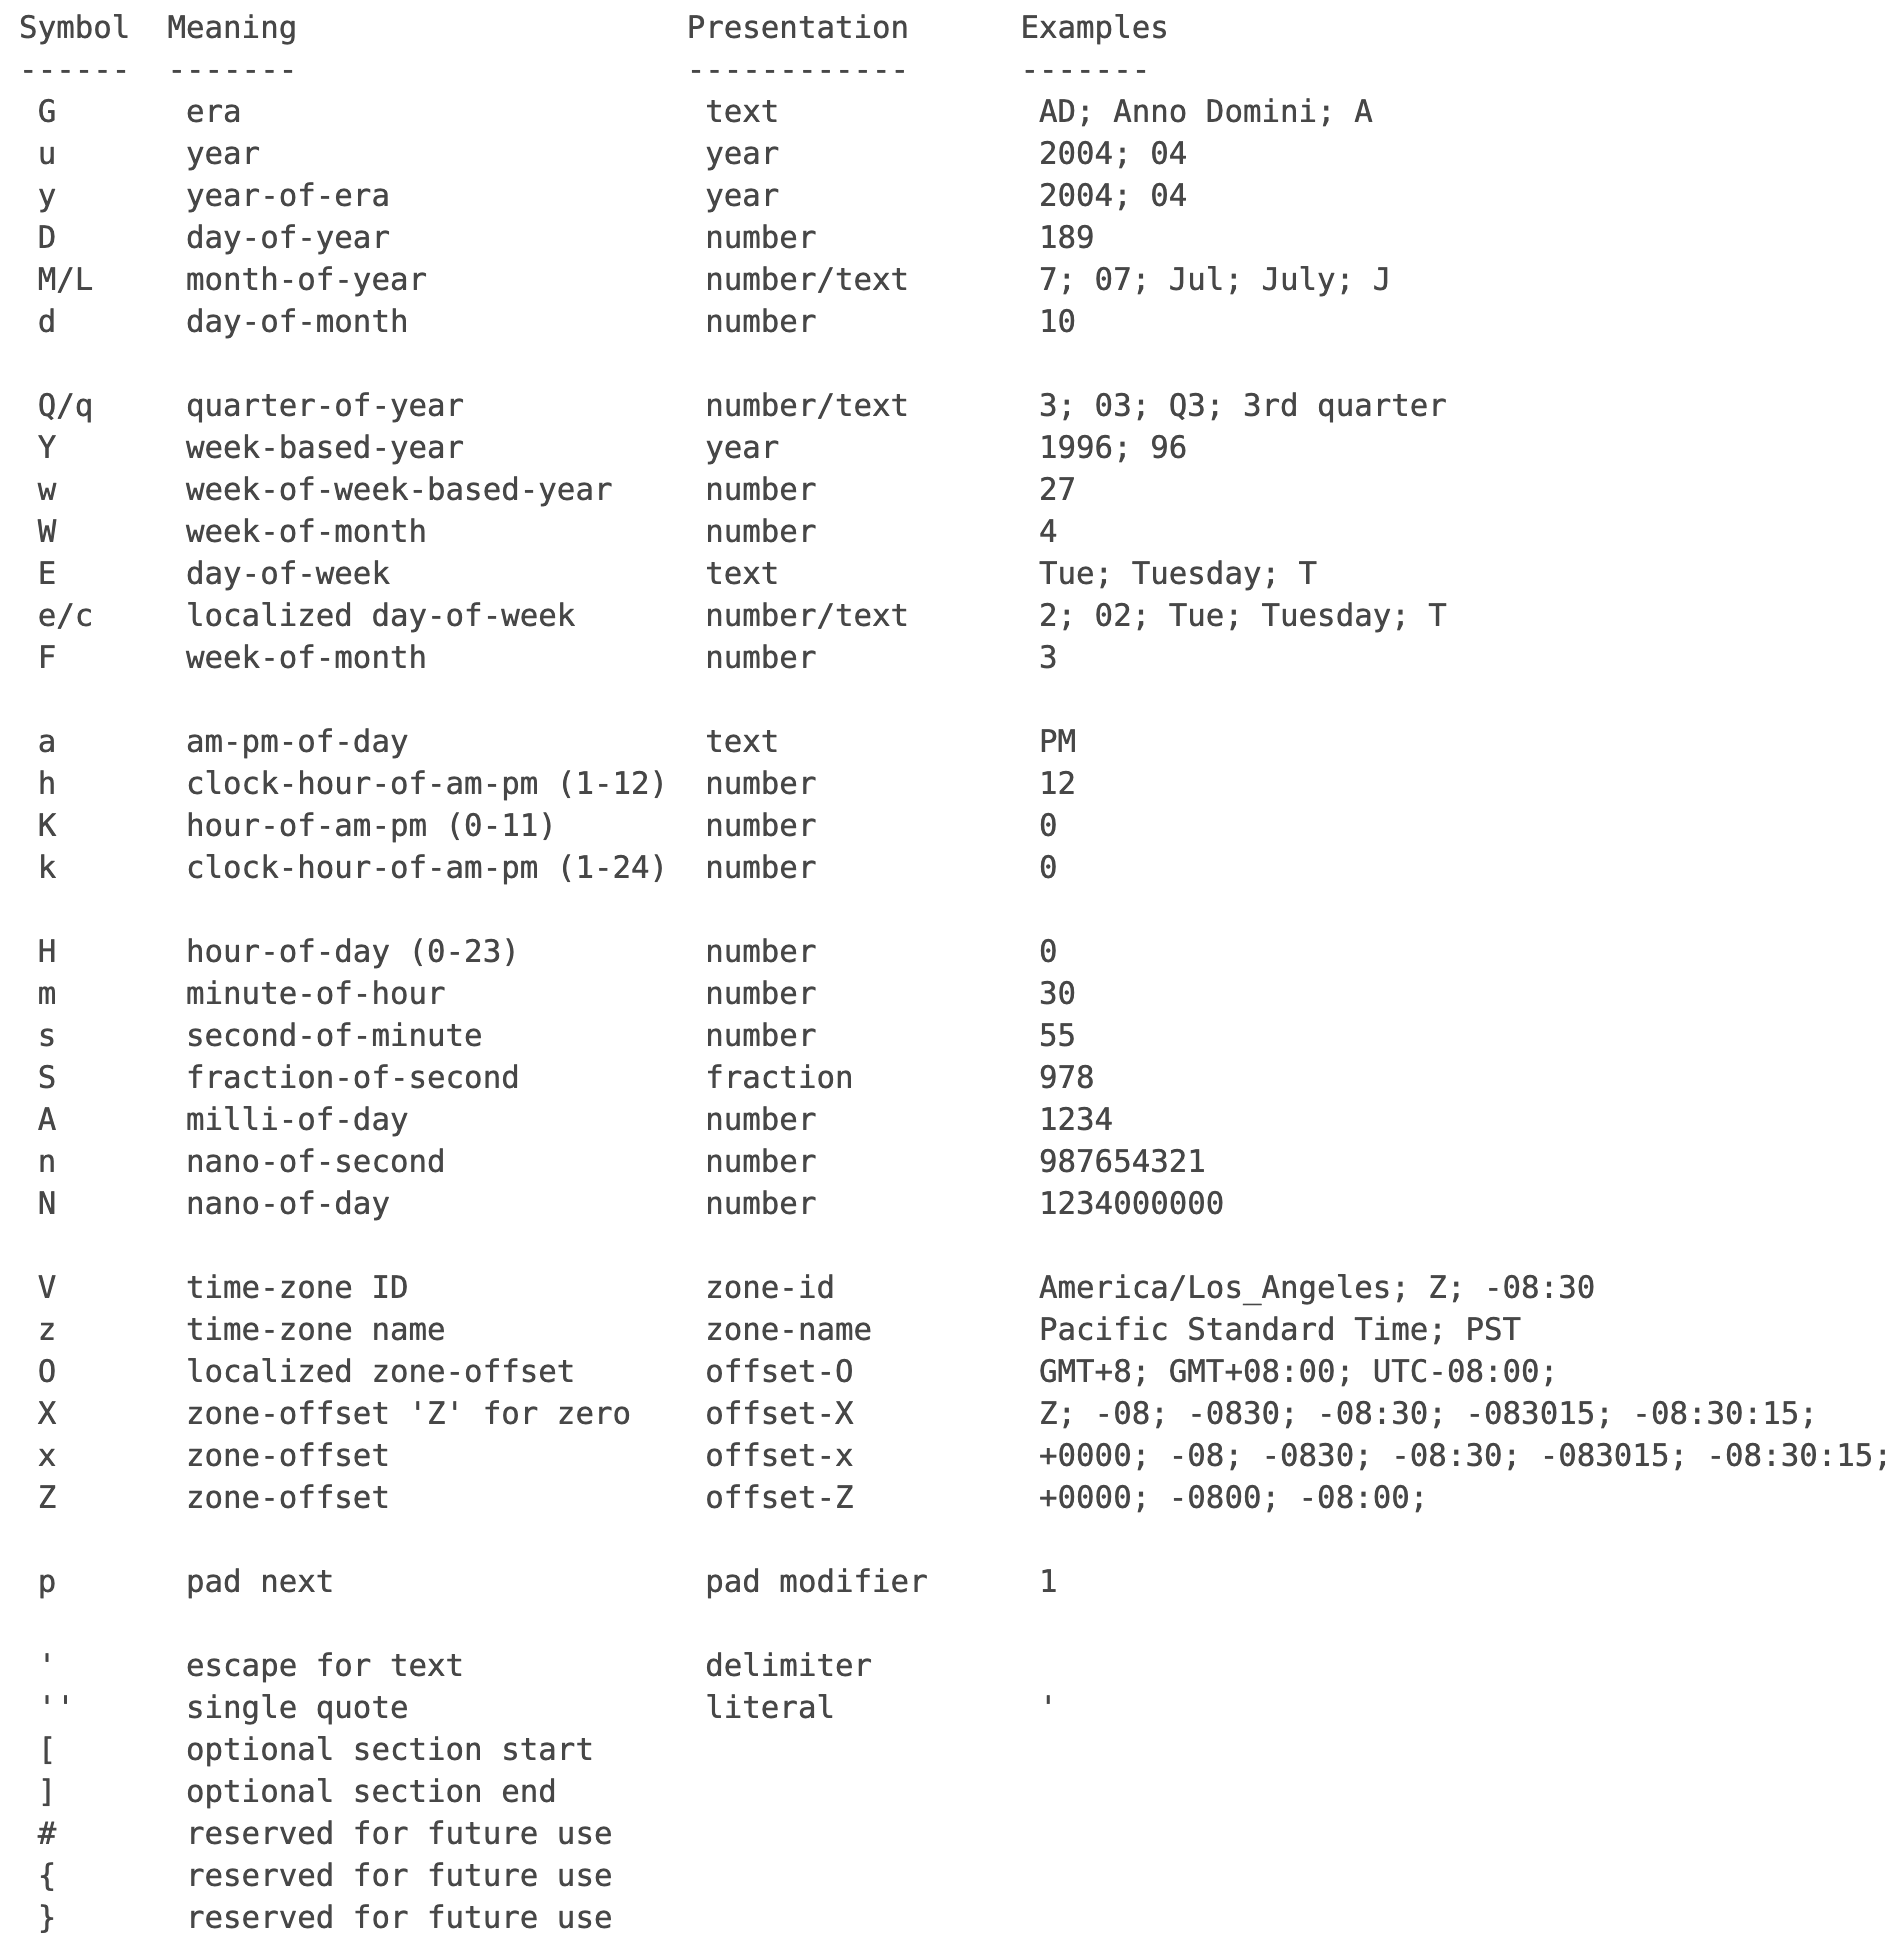 Symbol  Meaning                     Presentation      Examples
------  -------                     ------------      -------
 G       era                         text              AD; Anno Domini; A
 u       year                        year              2004; 04
 y       year-of-era                 year              2004; 04
 D       day-of-year                 number            189
 M/L     month-of-year               number/text       7; 07; Jul; July; J
 d       day-of-month                number            10

 Q/q     quarter-of-year             number/text       3; 03; Q3; 3rd quarter
 Y       week-based-year             year              1996; 96
 w       week-of-week-based-year     number            27
 W       week-of-month               number            4
 E       day-of-week                 text              Tue; Tuesday; T
 e/c     localized day-of-week       number/text       2; 02; Tue; Tuesday; T
 F       week-of-month               number            3

 a       am-pm-of-day                text              PM
 h       clock-hour-of-am-pm (1-12)  number            12
 K       hour-of-am-pm (0-11)        number            0
 k       clock-hour-of-am-pm (1-24)  number            0

 H       hour-of-day (0-23)          number            0
 m       minute-of-hour              number            30
 s       second-of-minute            number            55
 S       fraction-of-second          fraction          978
 A       milli-of-day                number            1234
 n       nano-of-second              number            987654321
 N       nano-of-day                 number            1234000000

 V       time-zone ID                zone-id           America/Los_Angeles; Z; -08:30
 z       time-zone name              zone-name         Pacific Standard Time; PST
 O       localized zone-offset       offset-O          GMT+8; GMT+08:00; UTC-08:00;
 X       zone-offset 'Z' for zero    offset-X          Z; -08; -0830; -08:30; -083015; -08:30:15;
 x       zone-offset                 offset-x          +0000; -08; -0830; -08:30; -083015; -08:30:15;
 Z       zone-offset                 offset-Z          +0000; -0800; -08:00;

 p       pad next                    pad modifier      1

 '       escape for text             delimiter
 ''      single quote                literal           '
 [       optional section start
 ]       optional section end
 #       reserved for future use
 {       reserved for future use
 }       reserved for future use